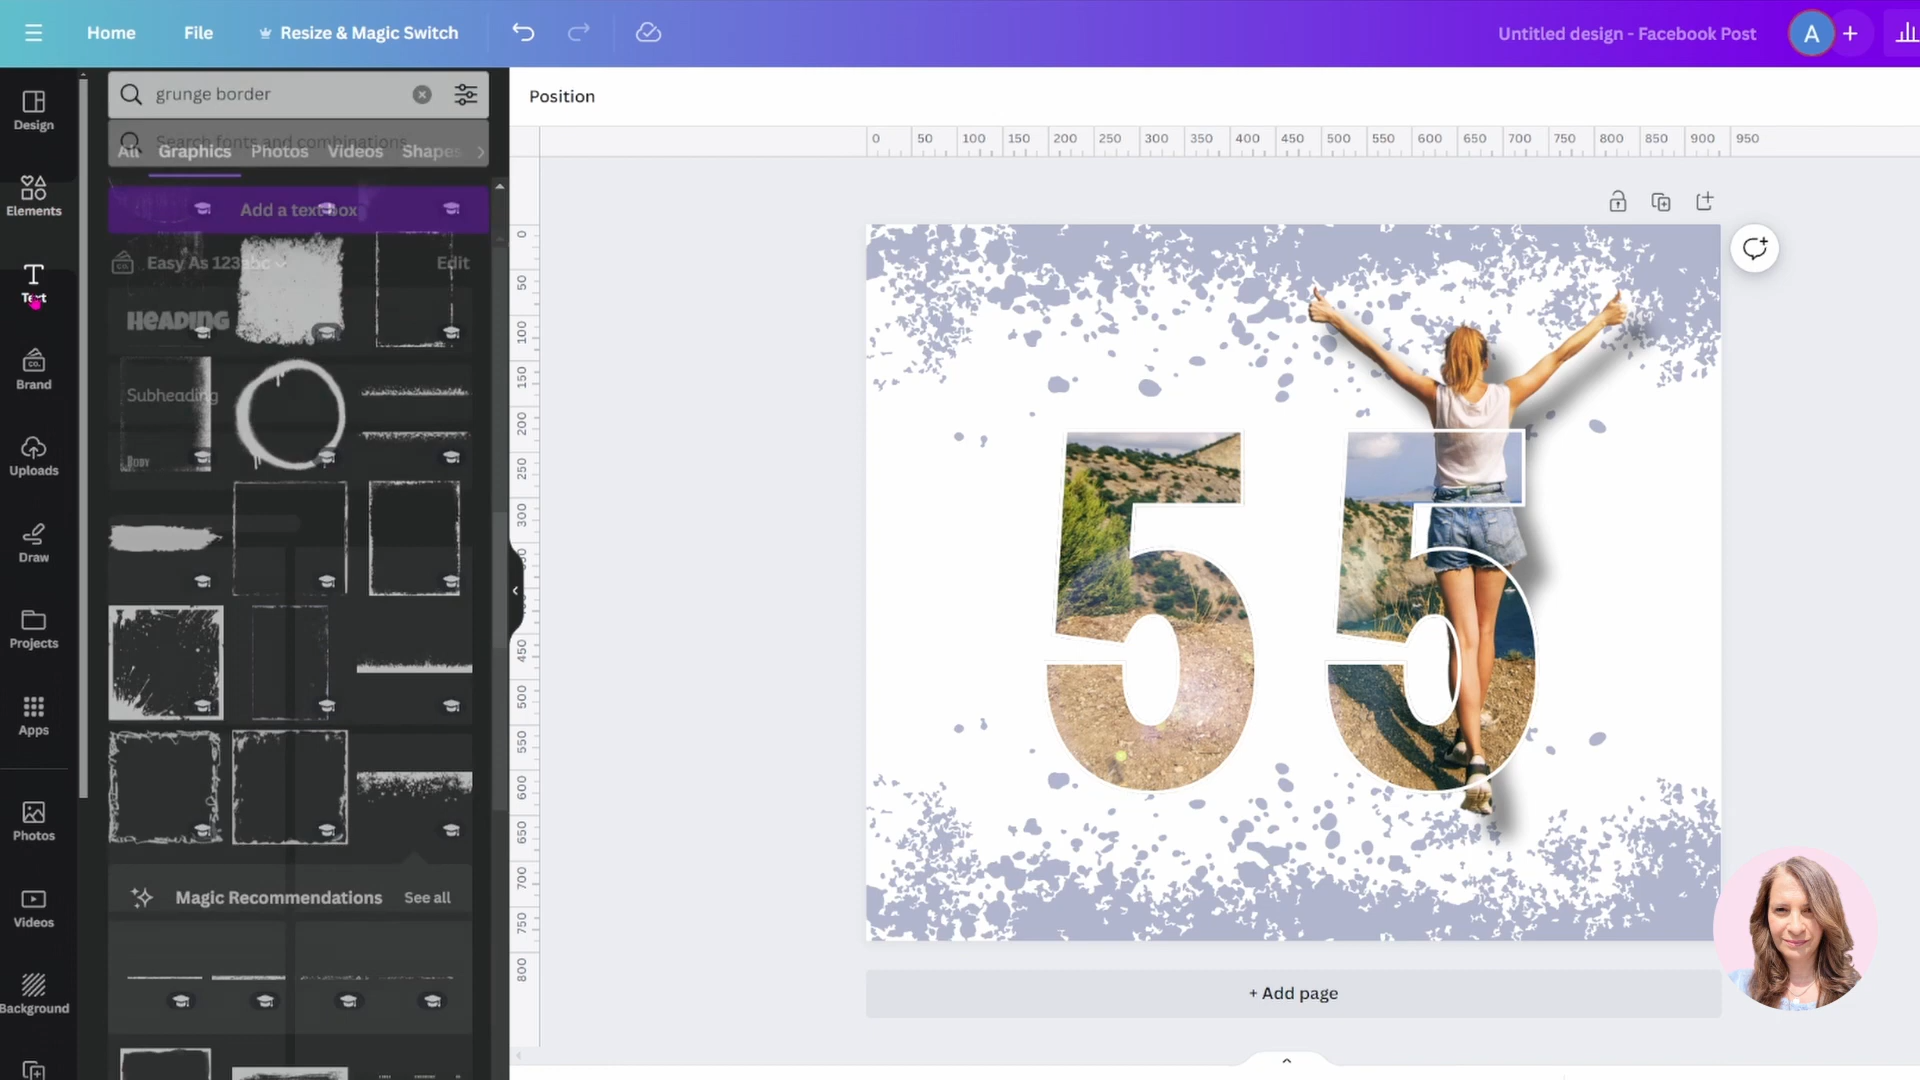 Home
File
Resize & Magic Switch
Untitled design - Facebook Post
A
Design
Elements
Text
Brand
Uploads
Draw
Projects
Apps
Photos
Videos
Background
grunge border
Search fonts and combinations
All
Graphics
Photos
Videos
Shapes
Add a text box
Easy As 123abc
Edit
HEADING
Subheading
BODY
Magic Recommendations
See all
Position
0 50 100 150 200 250 300 350 400 450 500 550 600 650 700 750 800 850 900 950
0
50
100
150
200
250
300
450
500
550
600
650
700
750
800
55
+ Add page